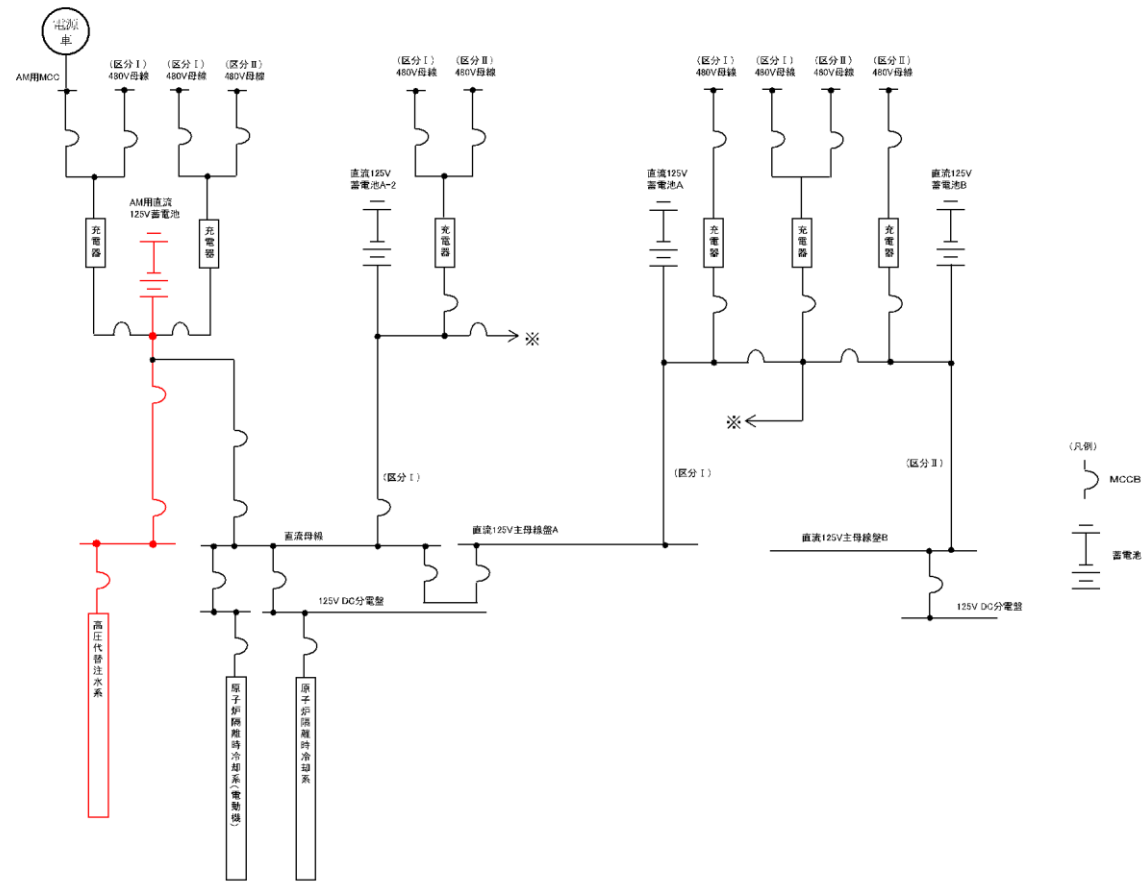 電源
車
AM用MCC
(区分Ⅰ)
480V母線
(区分Ⅰ)
480V母線
(区分Ⅱ)
480V母線
(区分Ⅰ)
480V母線
(区分Ⅱ)
480V母線
(区分Ⅰ)
480V母線
(区分Ⅰ)
480V母線
(区分Ⅱ)
480V母線
(区分Ⅱ)
480V母線
AM用直流
125V蓄電池
直流125V
蓄電池A-2
直流125V
蓄電池A
直流125V
蓄電池B
充電器
充電器
充電器
充電器
充電器
充電器
※
※
(区分Ⅰ)
(区分Ⅰ)
(区分Ⅱ)
(凡例)
MCCB
蓄電池
直流母線
直流125V主母線盤A
直流125V主母線盤B
125V DC分電盤
125V DC分電盤
高圧代替注水系
原子炉隔離時冷却系(電動機)
原子炉隔離時冷却系